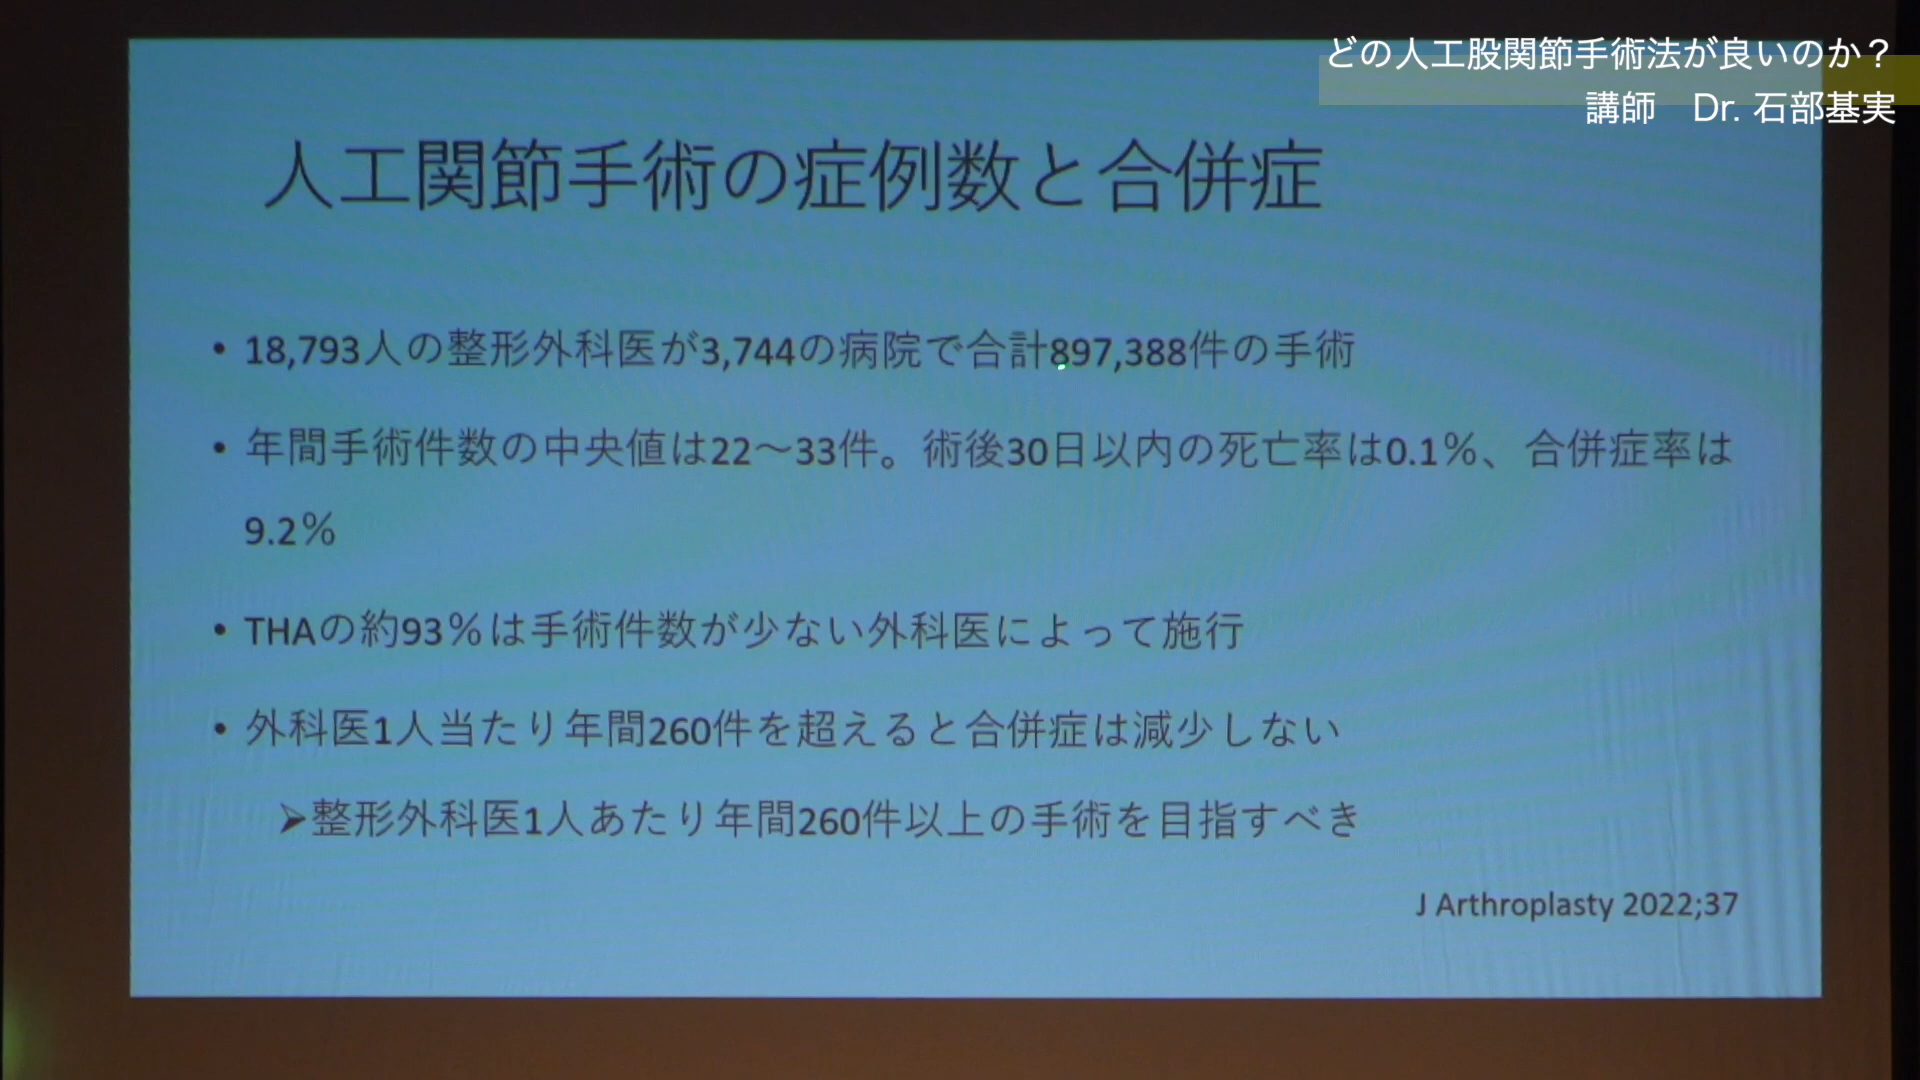 どの人工股関節手術法が良いのか？
講師　Dr. 石部基実
人工関節手術の症例数と合併症
• 18,793人の整形外科医が3,744の病院で合計897,388件の手術
• 年間手術件数の中央値は22～33件。術後30日以内の死亡率は0.1％、合併症率は
9.2％
• THAの約93％は手術件数が少ない外科医によって施行
• 外科医1人当たり年間260件を超えると合併症は減少しない
➢整形外科医1人あたり年間260件以上の手術を目指すべき
J Arthroplasty 2022;37